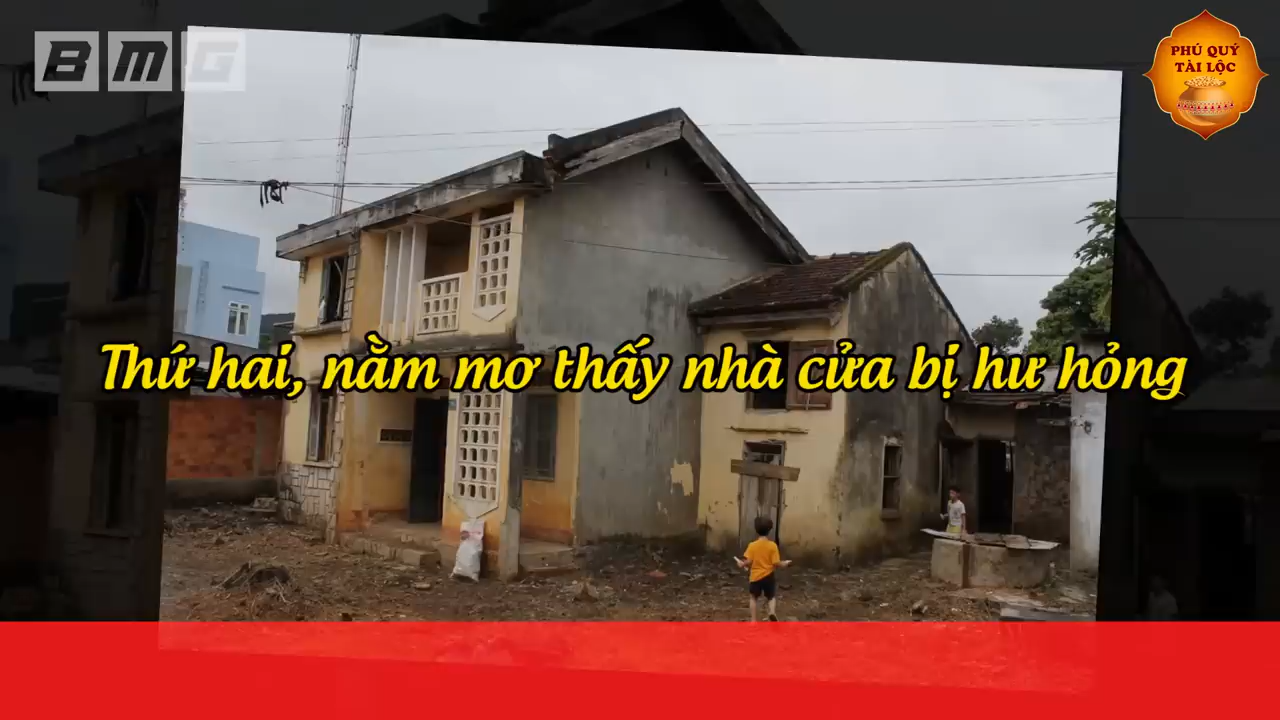 BMG
PHÚ QUÝ
TÀI LỘC
Thứ hai, nằm mơ thấy nhà cửa bị hư hỏng